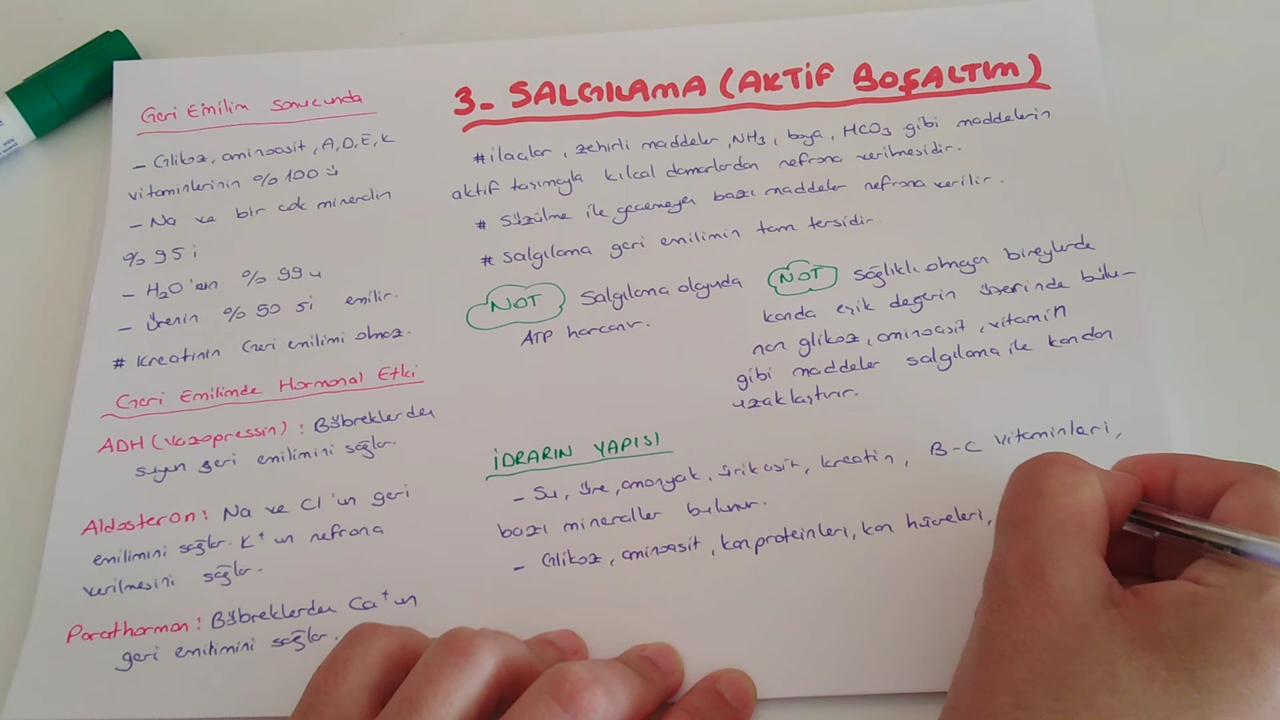 Geri Emilim Sonucunda
- Glikoz, aminoasit, A,D,E,K
vitaminlerinin % 100 ü
- Na ve bir çok mineralin
% 95 i
- H2O'nun % 99 u
- ürenin % 50 si emilir.
# Kreatinin Geri emilimi olmaz.
Geri Emilimde Hormonal Etki
ADH (Vazopressin) : Böbreklerden
suyun geri emilimini sağlar.
Aldosteron : Na ve Cl 'un geri
emilimini sağlar. K+ un nefrona
verilmesini sağlar.
Parathormon : Böbreklerden Ca+ un
geri emilimini sağlar.
3- SALGILAMA (AKTİF BOŞALTIM)
# ilaçlar, zehirli maddeler, NH3, boya, HCO3 gibi maddelerin
aktif taşımayla kılcal damarlardan nefrona verilmesidir.
# Süzülme ile geçemeyen bazı maddeler nefrona verilir.
# Salgılama geri emilimin tam tersidir.
NOT Salgılama olayında
ATP harcanır.
NOT Sağlıklı olmayan bireylerde
kanda eşik değerin üzerinde bulu-
nan glikoz, aminoasit, vitamin
gibi maddeler salgılama ile kandan
uzaklaştırır.
İDRARIN YAPISI
- Su, üre, amonyak, ürik asit, kreatin, B-C vitaminleri,
bazı mineraller bulunur.
- Glikoz, aminoasit, kan proteinleri, kan hücreleri,